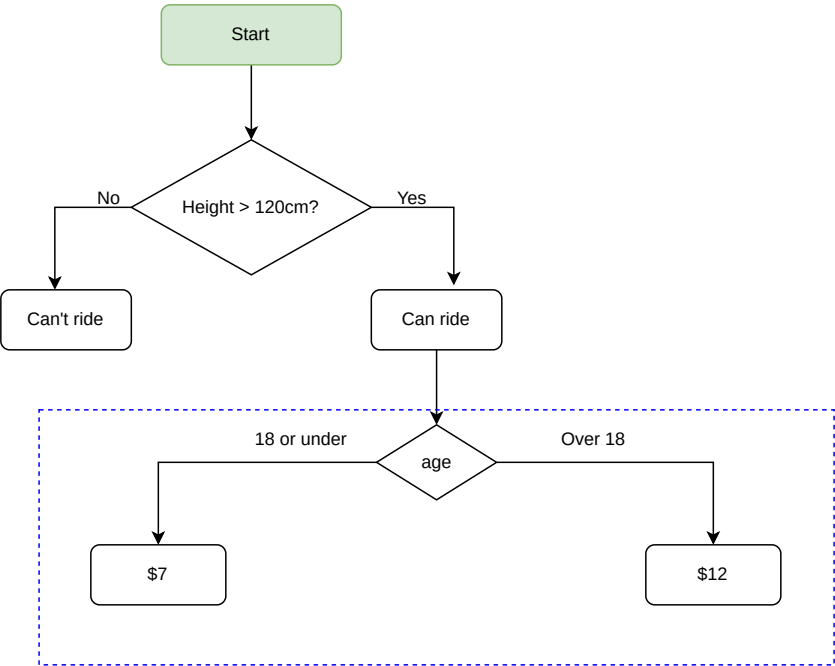 Start
Height > 120cm?
No
Yes
Can't ride
Can ride
age
18 or under
Over 18
$7
$12